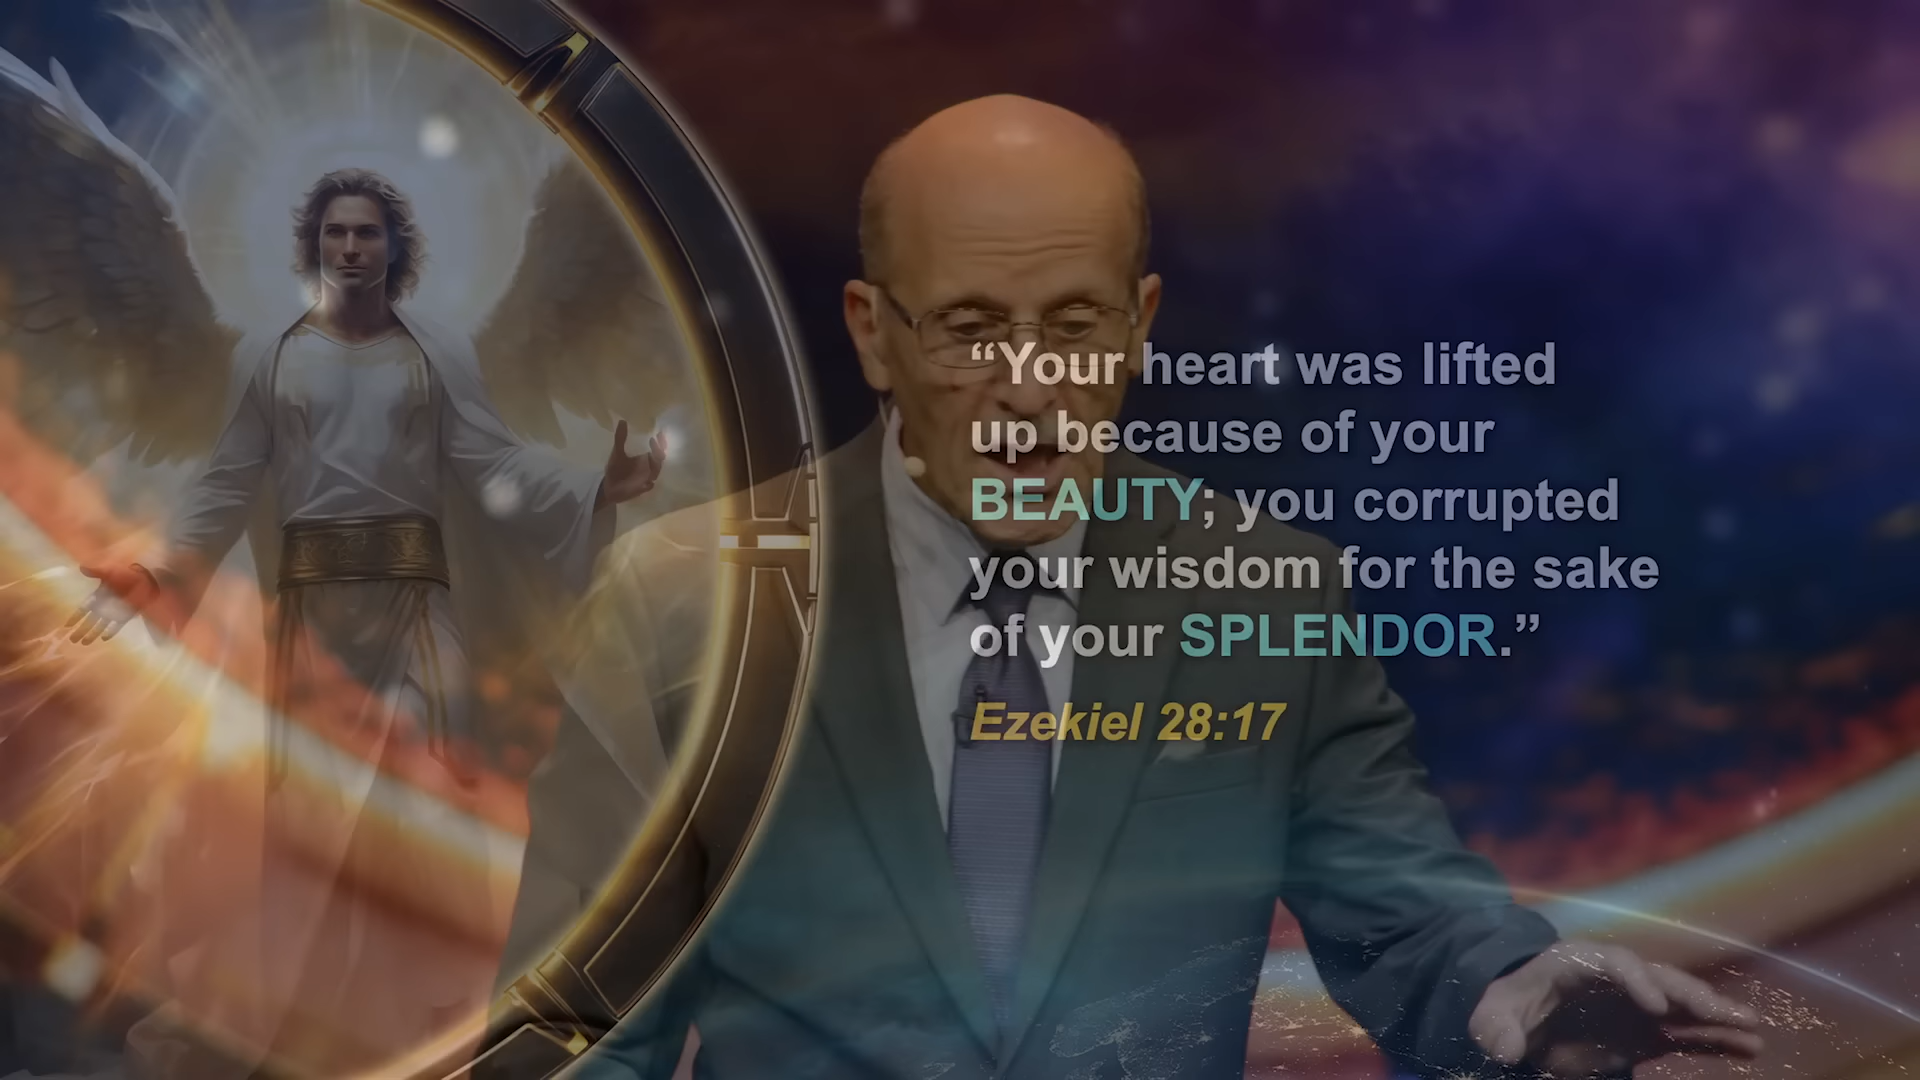 “Your heart was lifted
up because of your
BEAUTY; you corrupted
your wisdom for the sake
of your SPLENDOR.”
Ezekiel 28:17